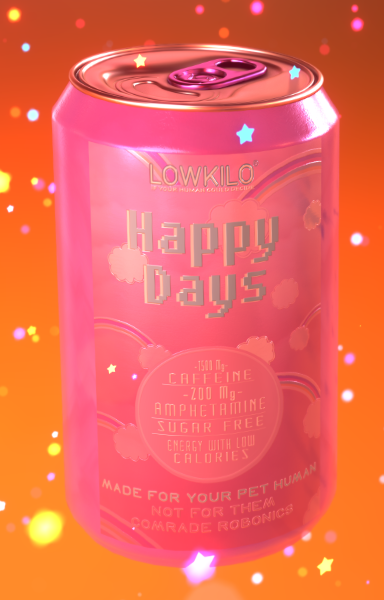 LOWKILO
Happy
Days
-1500 Mg-
CAFFEINE
-200 Mg-
AMPHETAMINE
SUGAR FREE
ENERGY WITH LOW
CALORIES
MADE FOR YOUR PET HUMAN
NOT FOR THEM
COMRADE ROBONICS